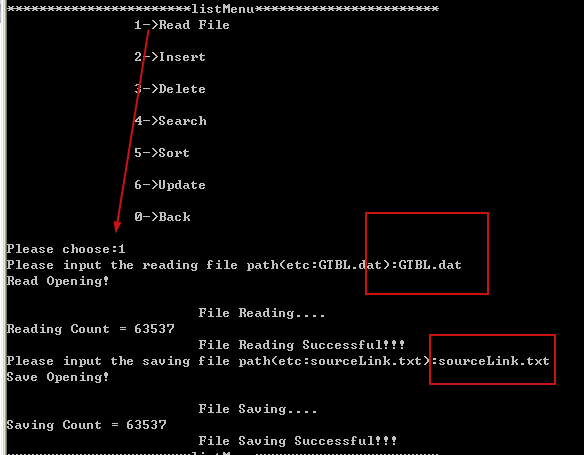 ***********************listMenu***********************
1->Read File
2->Insert
3->Delete
4->Search
5->Sort
6->Update
0->Back
Please choose:1
Please input the reading file path(etc:GTBL.dat):GTBL.dat
Read Opening!
File Reading....
Reading Count = 63537
File Reading Successful!!!
Please input the saving file path(etc:sourceLink.txt):sourceLink.txt
Save Opening!
File Saving....
Saving Count = 63537
File Saving Successful!!!
***********************listMenu***********************